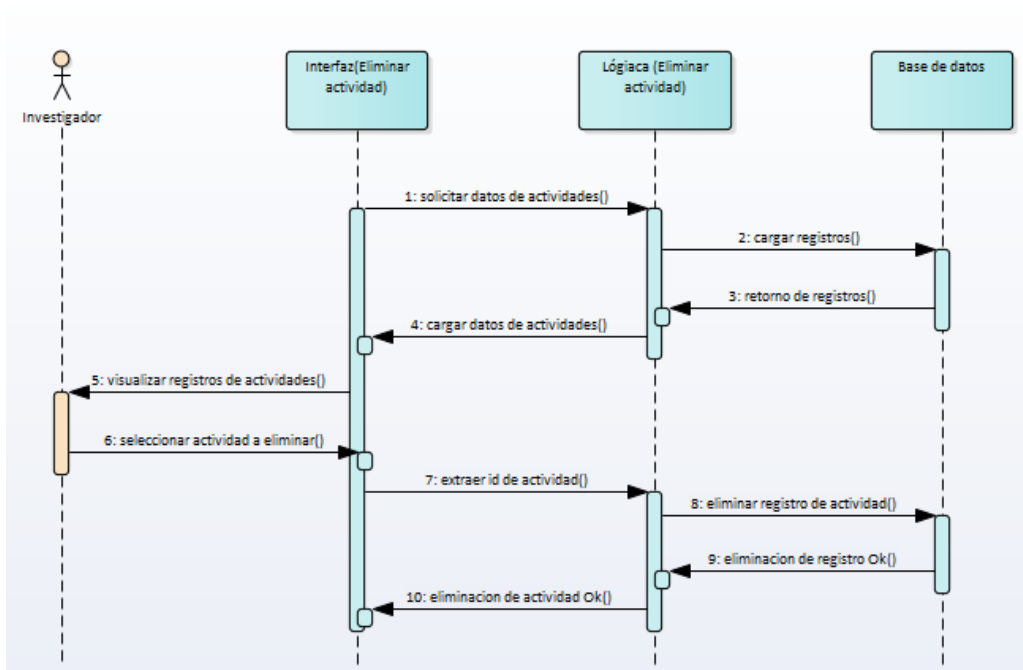 Investigador
Interfaz(Eliminar
actividad)
Lógiaca (Eliminar
actividad)
Base de datos
1: solicitar datos de actividades()
2: cargar registros()
3: retorno de registros()
4: cargar datos de actividades()
5: visualizar registros de actividades()
6: seleccionar actividad a eliminar()
7: extraer id de actividad()
8: eliminar registro de actividad()
9: eliminacion de registro Ok()
10: eliminacion de actividad Ok()